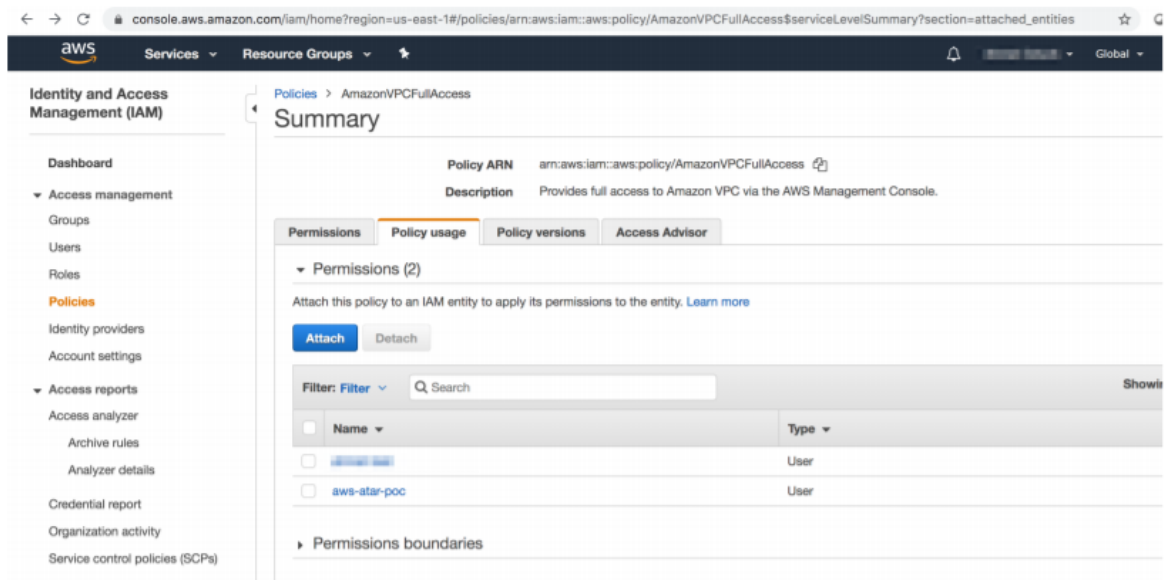 console.aws.amazon.com/iam/home?region=us-east-1#/policies/arn:aws:iam::aws:policy/AmazonVPCFullAccess$serviceLevelSummary?section=attached_entities
aws Services Resource Groups Global
Identity and Access
Management (IAM)
Dashboard
Access management
Groups
Users
Roles
Policies
Identity providers
Account settings
Access reports
Access analyzer
Archive rules
Analyzer details
Credential report
Organization activity
Service control policies (SCPs)
Policies > AmazonVPCFullAccess
Summary
Policy ARN arn:aws:iam::aws:policy/AmazonVPCFullAccess
Description Provides full access to Amazon VPC via the AWS Management Console.
Permissions Policy usage Policy versions Access Advisor
Permissions (2)
Attach this policy to an IAM entity to apply its permissions to the entity. Learn more
Attach Detach
Filter: Filter Search Showin
Name Type
User
aws-atar-poc User
Permissions boundaries